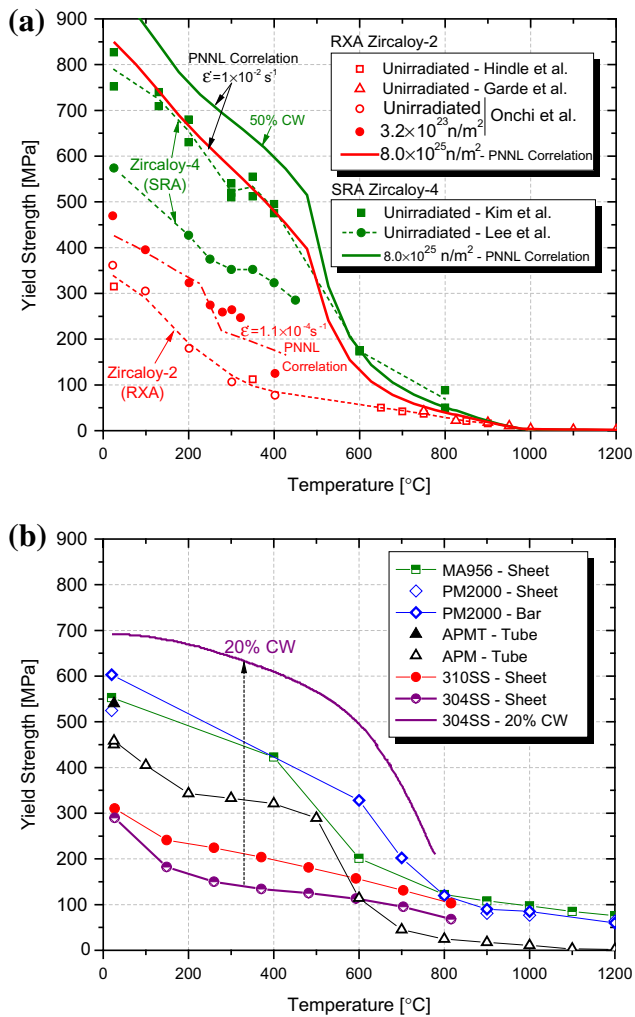 (a)
900
800
700
600
500
400
300
200
100
0
Yield Strength [MPa]
0 200 400 600 800 1000 1200
Temperature [°C]
PNNL Correlation
ε̇=1×10⁻² s⁻¹
50% CW
Zircaloy-4
(SRA)
ε̇=1.1×10⁻⁴s⁻¹
PNNL
Correlation
Zircaloy-2
(RXA)
RXA Zircaloy-2
Unirradiated - Hindle et al.
Unirradiated - Garde et al.
Unirradiated
3.2×10²³n/m²
Onchi et al.
8.0×10²⁵n/m²- PNNL Correlation
SRA Zircaloy-4
Unirradiated - Kim et al.
Unirradiated - Lee et al.
8.0×10²⁵ n/m² - PNNL Correlation
(b)
900
800
700
600
500
400
300
200
100
0
Yield Strength [MPa]
0 200 400 600 800 1000 1200
Temperature [°C]
20% CW
MA956 - Sheet
PM2000 - Sheet
PM2000 - Bar
APMT - Tube
APM - Tube
310SS - Sheet
304SS - Sheet
304SS - 20% CW